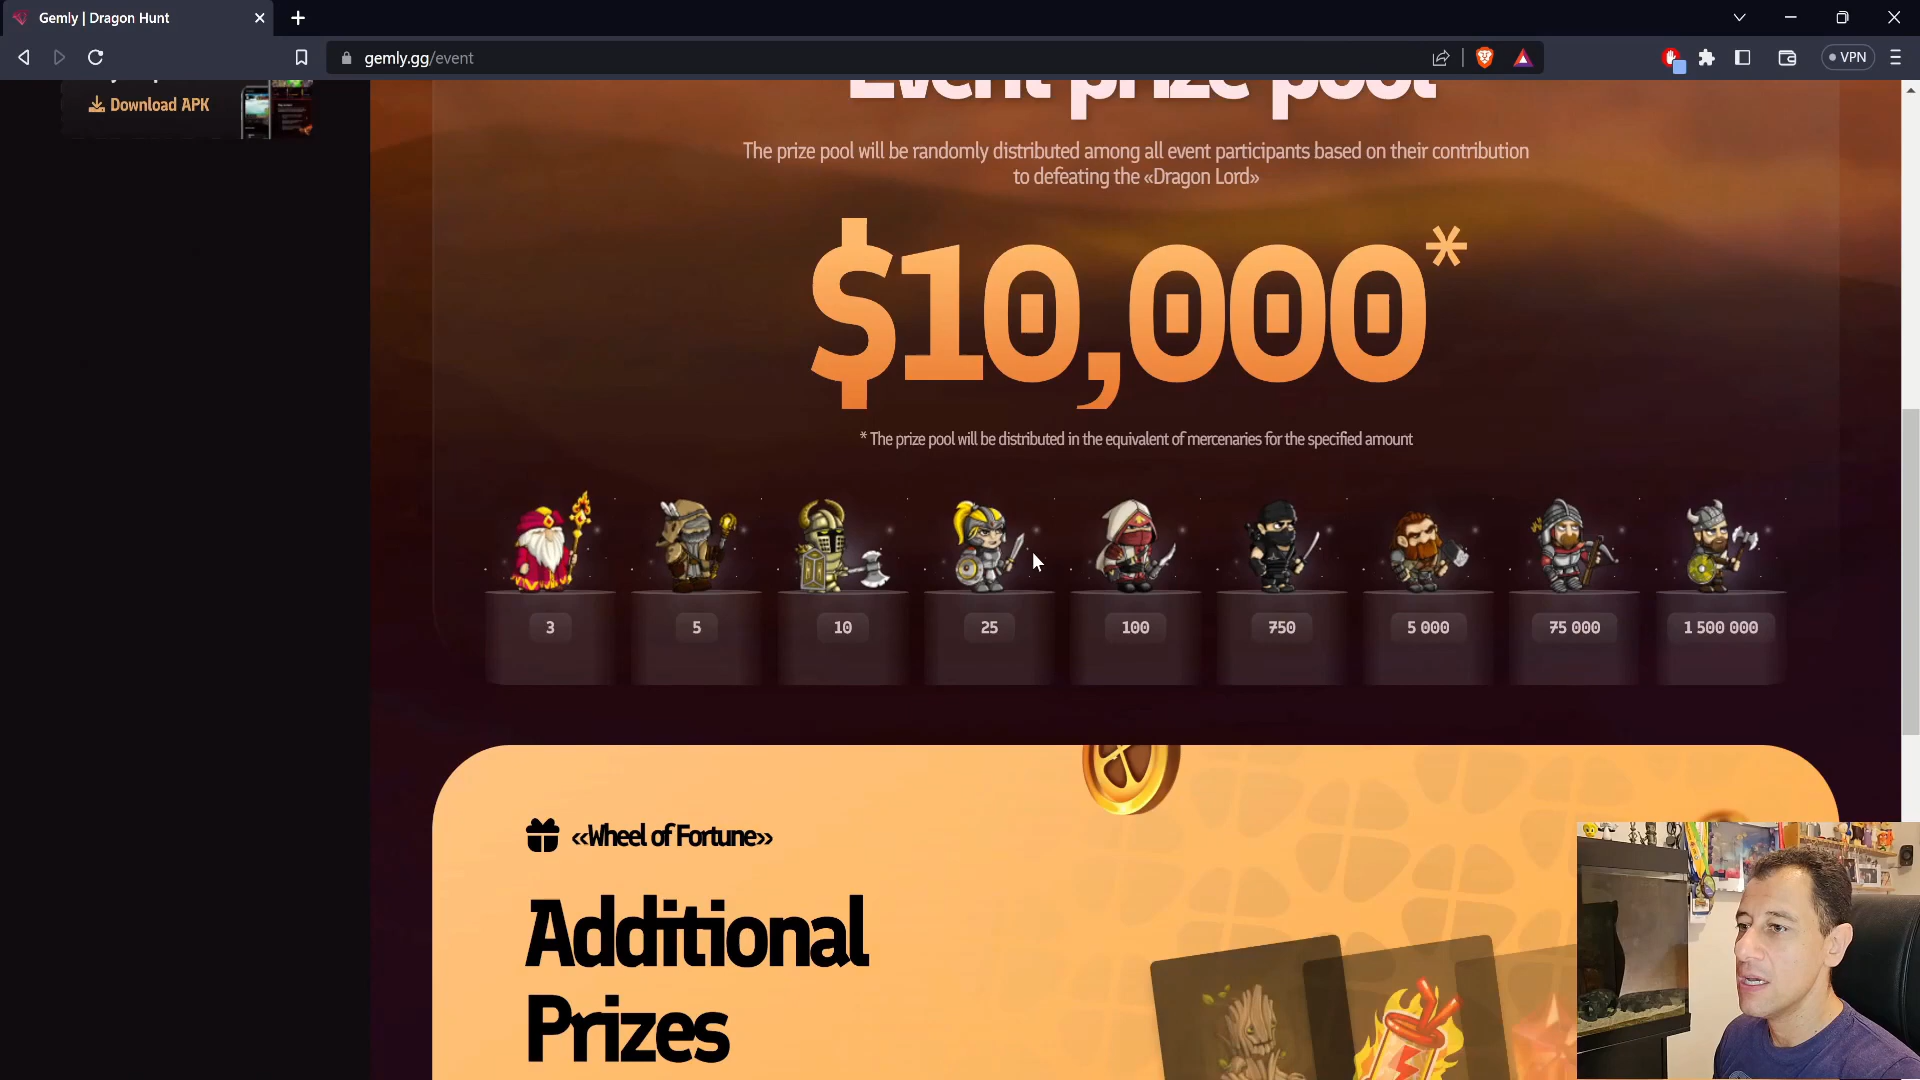 Gemly | Dragon Hunt
gemly.gg/event
VPN
Download APK
Event prize pool
The prize pool will be randomly distributed among all event participants based on their contribution
to defeating the «Dragon Lord»
$10,000*
* The prize pool will be distributed in the equivalent of mercenaries for the specified amount
3 5 10 25 100 750 5 000 75 000 1 500 000
«Wheel of Fortune»
Additional
Prizes